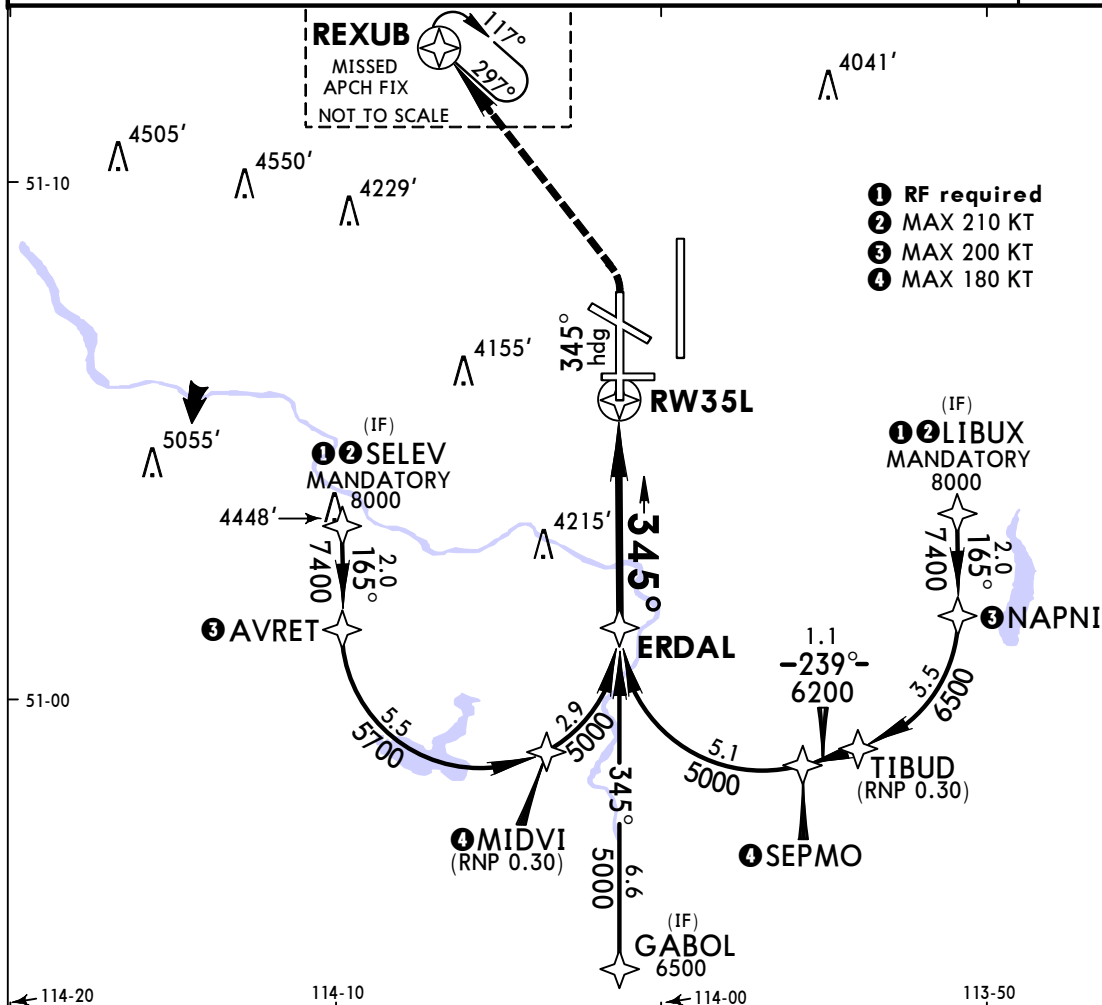 REXUB
MISSED
APCH FIX
NOT TO SCALE
117°
297°
4041'
4505'
4550'
4229'
51-10
❶ RF required
❷ MAX 210 KT
❸ MAX 200 KT
❹ MAX 180 KT
345°
hdg
4155'
RW35L
5055'
(IF)
❶❷SELEV
MANDATORY
8000
4448'
4215'
(IF)
❶❷LIBUX
MANDATORY
8000
2.0
165°
7400
345°
2.0
165°
7400
❸AVRET
ERDAL
❸NAPNI
51-00
1.1
239°
6200
3.5
6500
5.5
5700
2.9
5000
5.1
5000
TIBUD
(RNP 0.30)
345°
❹MIDVI
(RNP 0.30)
❹SEPMO
6.6
5000
(IF)
GABOL
6500
114-20
114-10
114-00
113-50